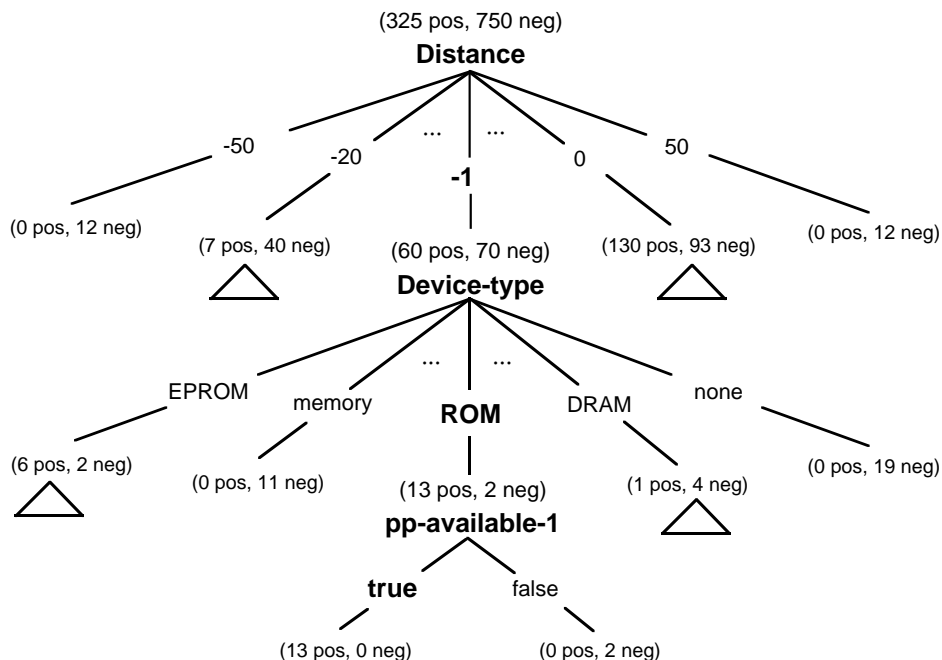 (325 pos, 750 neg)
Distance
... ...
-50 -20 -1 0 50
(0 pos, 12 neg) (7 pos, 40 neg) (60 pos, 70 neg) (130 pos, 93 neg) (0 pos, 12 neg)
Device-type
... ...
EPROM memory ROM DRAM none
(6 pos, 2 neg) (0 pos, 11 neg) (13 pos, 2 neg) (1 pos, 4 neg) (0 pos, 19 neg)
pp-available-1
true false
(13 pos, 0 neg) (0 pos, 2 neg)